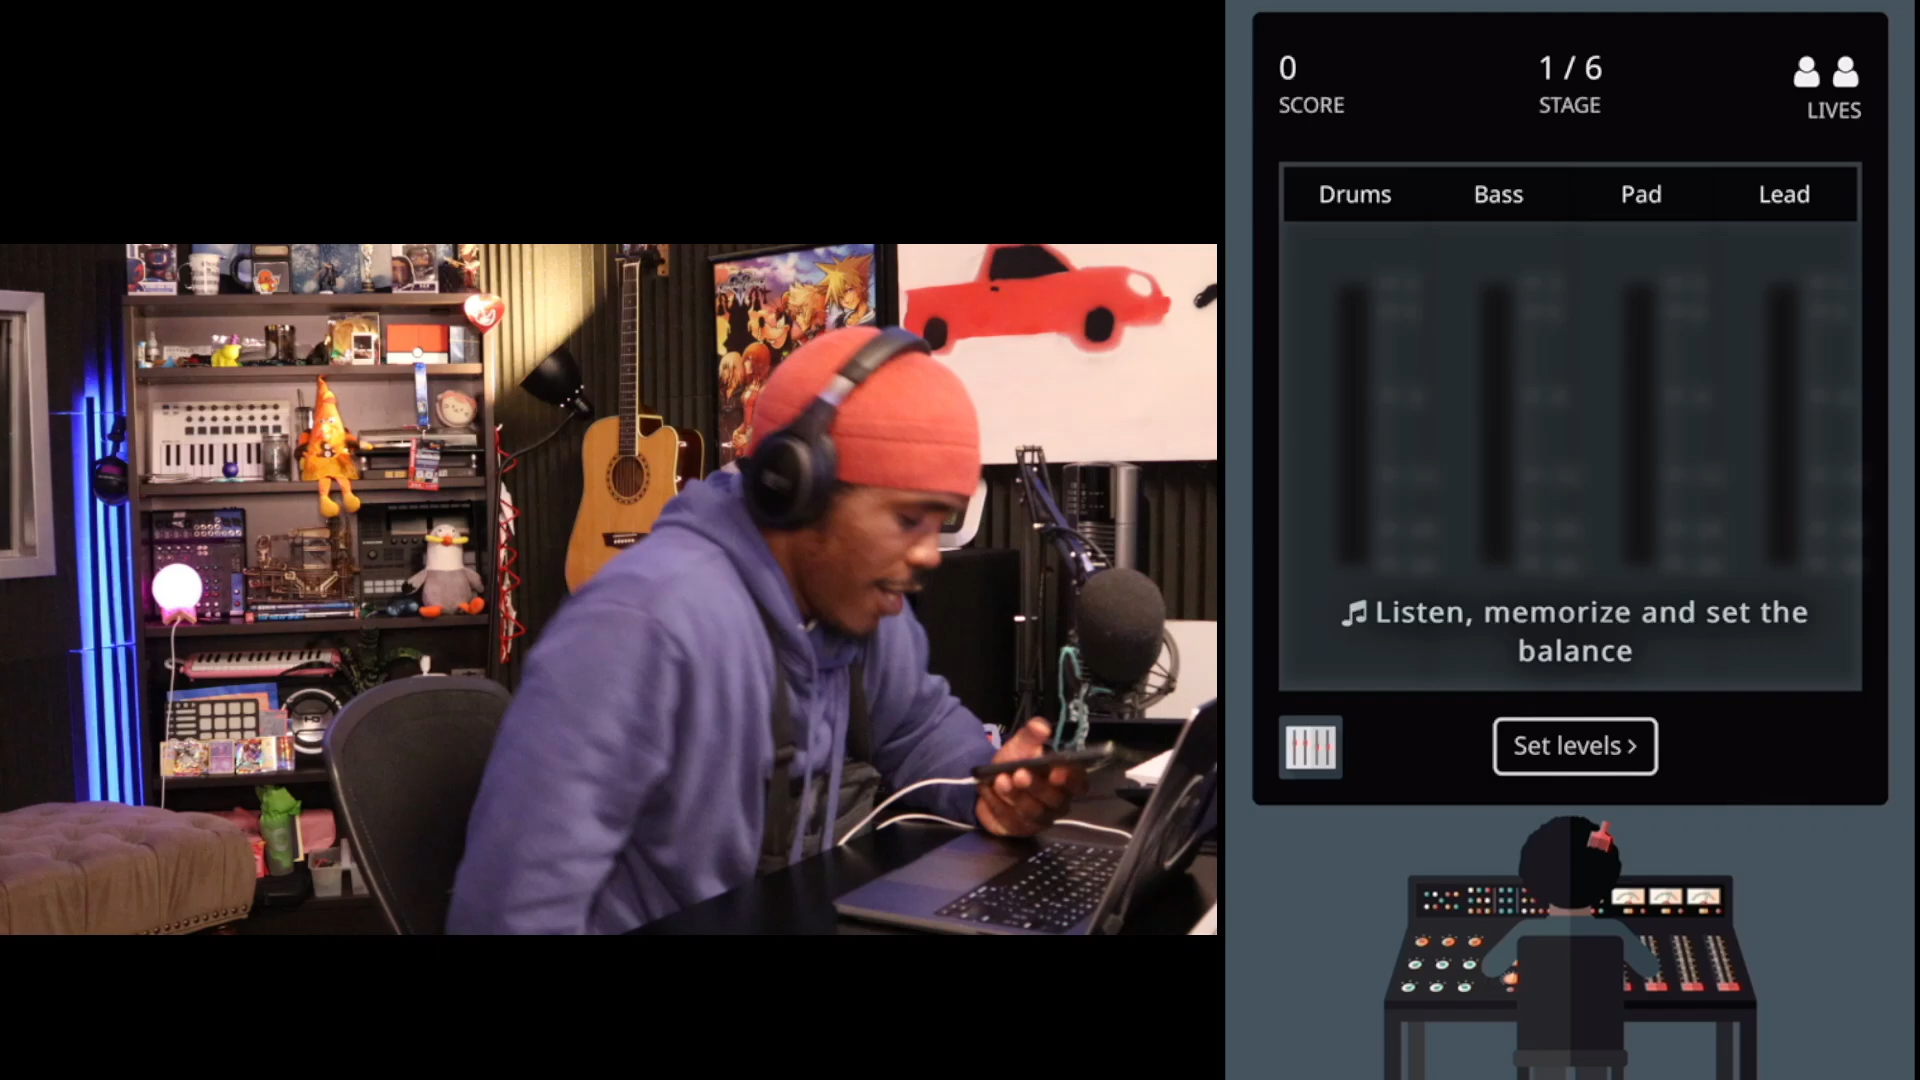 0
SCORE
1 / 6
STAGE
LIVES
Drums Bass Pad Lead
Listen, memorize and set the
balance
Set levels